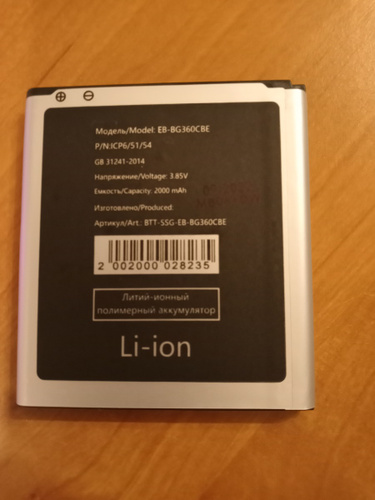 Модель/Model: EB-BG360CBE
P/N:ICP6/51/54
GB 31241-2014
Напряжение/Voltage: 3.85V
Емкость/Capacity: 2000 mAh
Изготовлено/Produced:
Артикул/Art.: BTT-SSG-EB-BG360CBE
2 002000 028235
Литий-ионный
полимерный аккумулятор
Li-ion